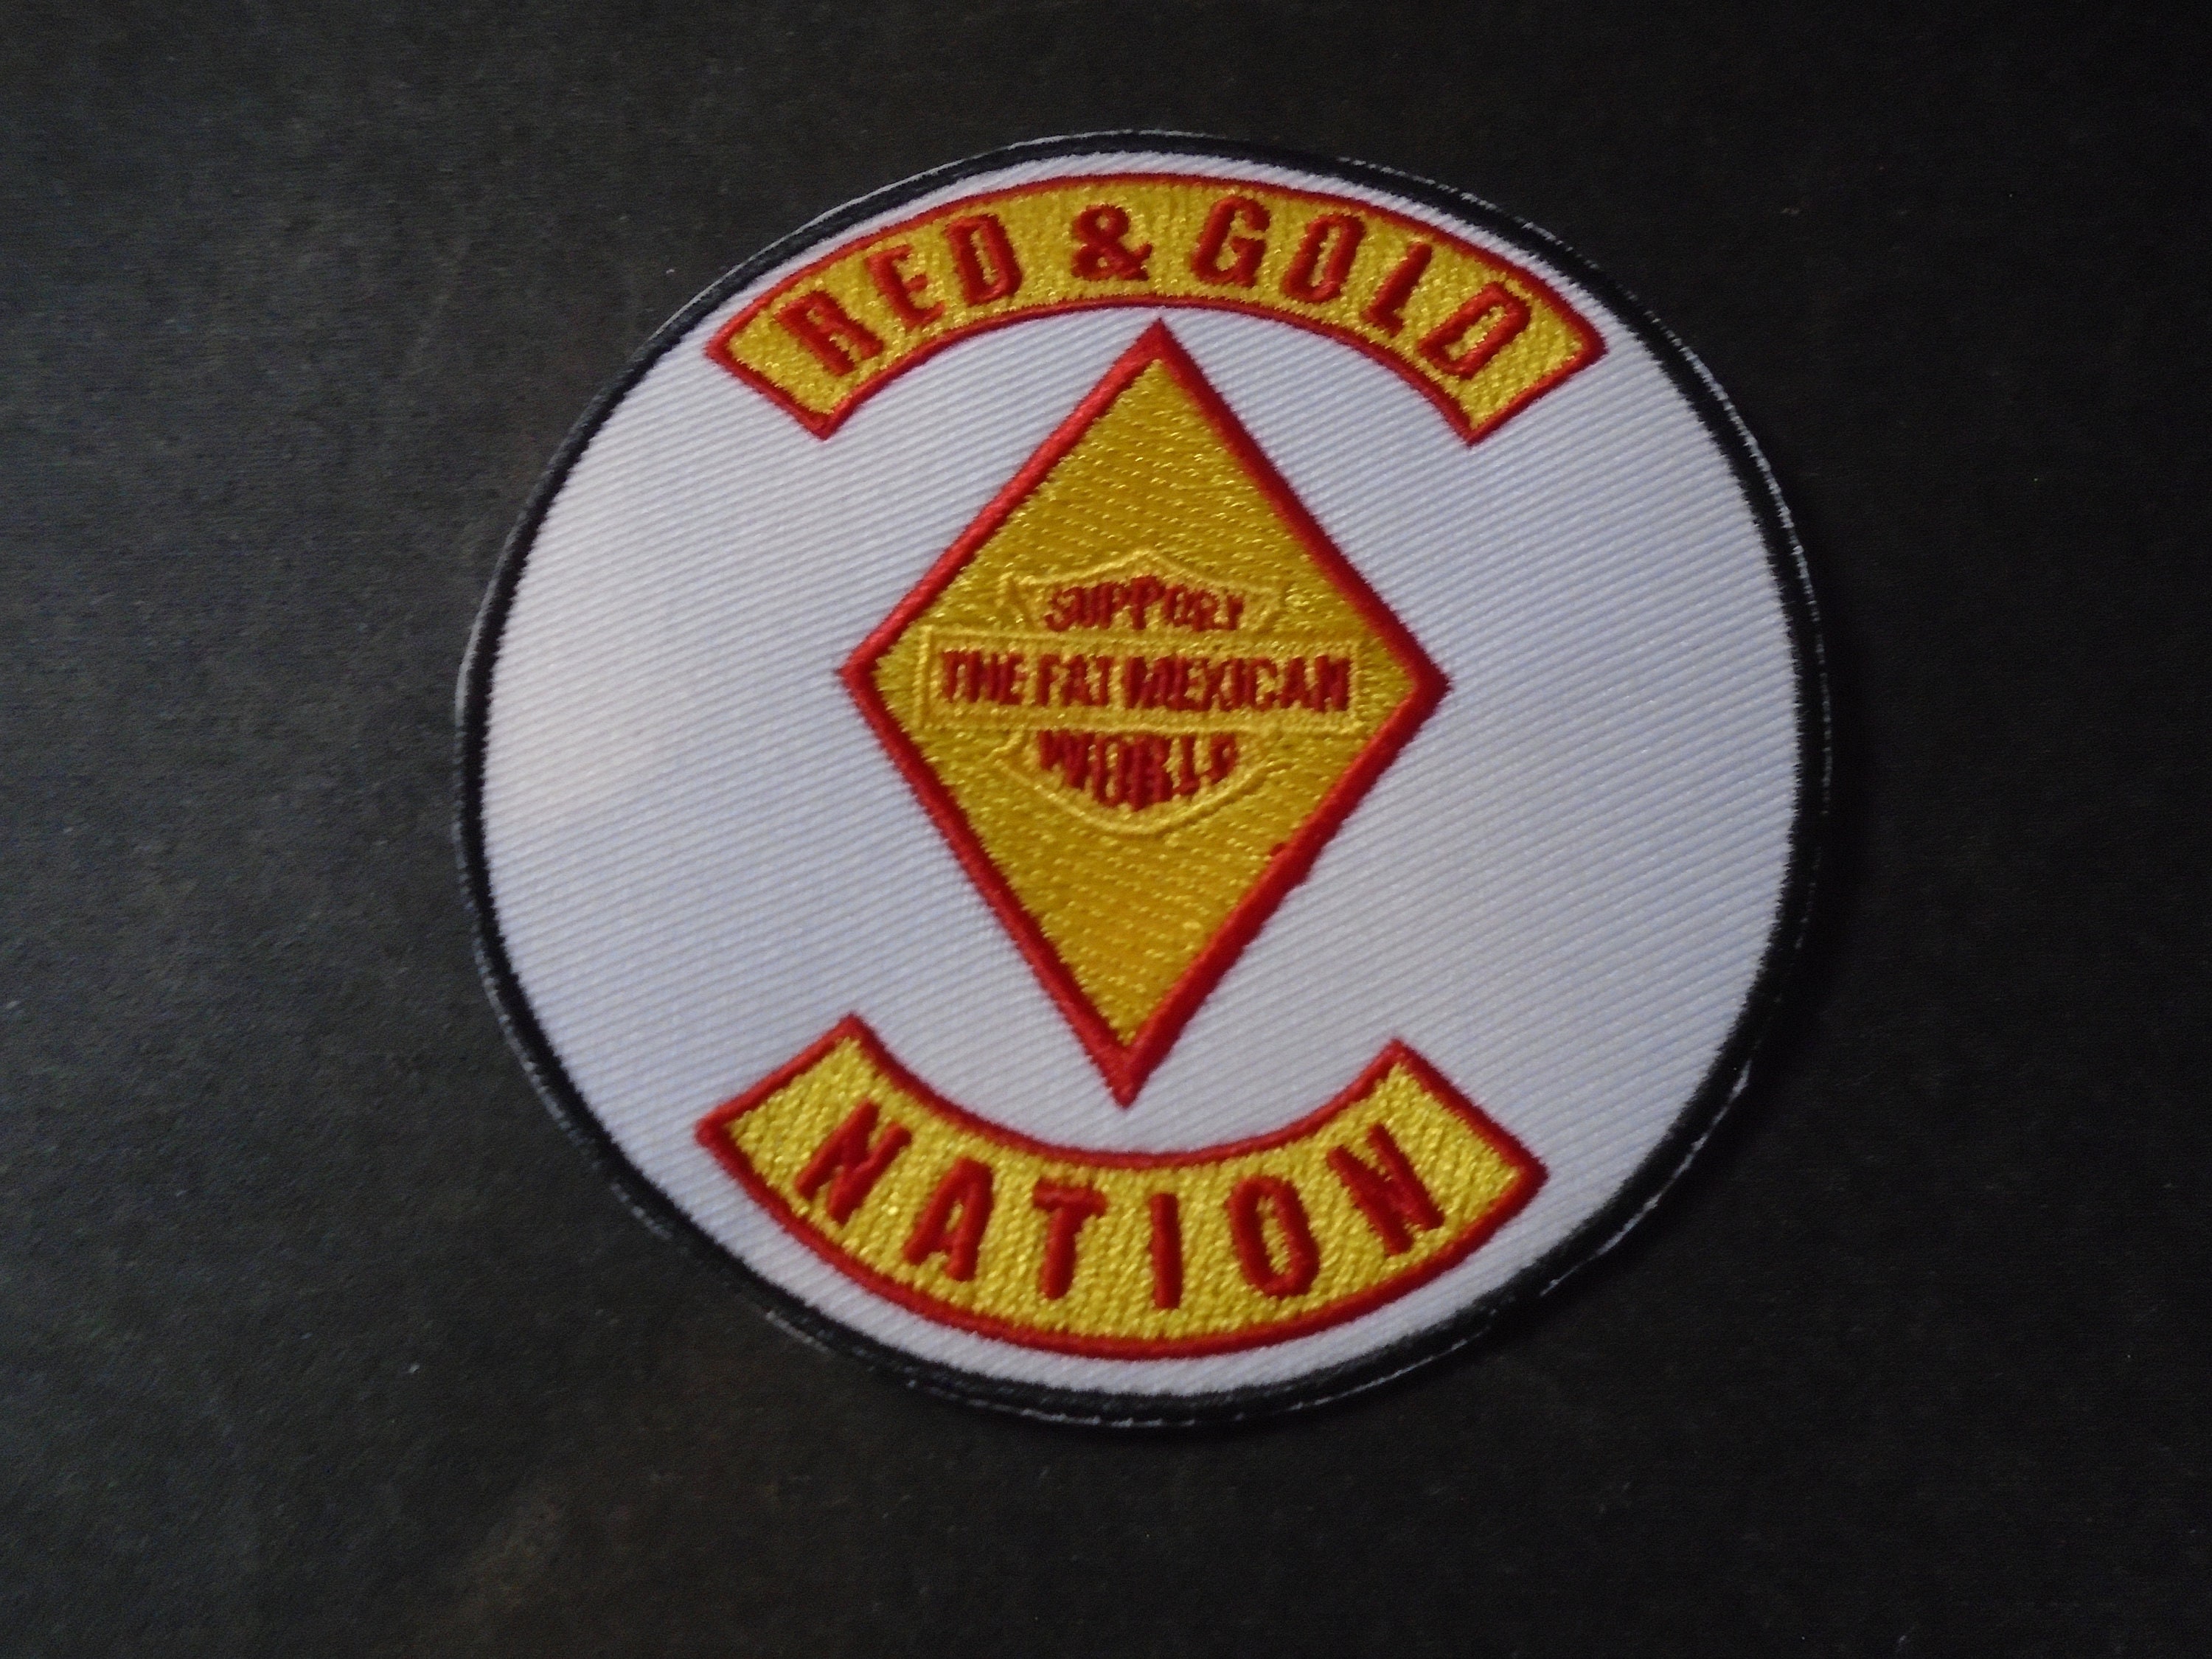 RED & GOLD
SUPPORT
THE FAT MEXICAN
WORLD
NATION